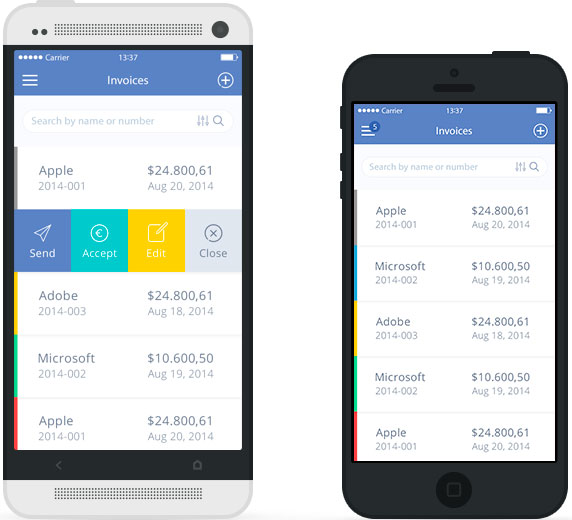 Carrier 13:37
Invoices
Search by name or number
Apple $24.800,61
2014-001 Aug 20, 2014
€
Send Accept Edit Close
Adobe $24.800,61
2014-003 Aug 18, 2014
Microsoft $10.600,50
2014-002 Aug 19, 2014
Apple $24.800,61
2014-001 Aug 20, 2014
Carrier 13:37
5
Invoices
Search by name or number
Apple $24.800,61
2014-001 Aug 20, 2014
Microsoft $10.600,50
2014-002 Aug 19, 2014
Adobe $24.800,61
2014-003 Aug 18, 2014
Microsoft $10.600,50
2014-002 Aug 19, 2014
Apple $24.800,61
2014-001 Aug 20, 2014